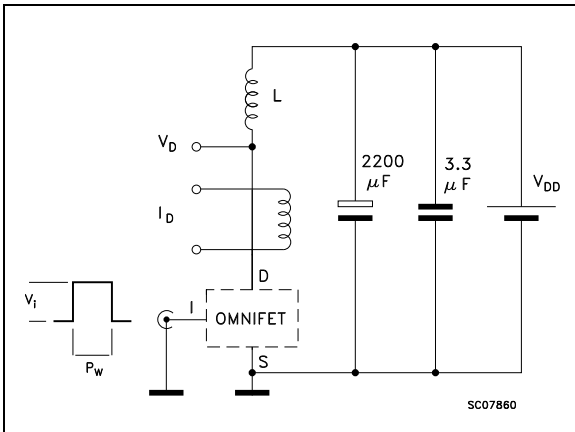 L
V_D
2200
μF
3.3
μF
V_DD
I_D
D
V_i
I
OMNIFET
P_W
S
SC07860